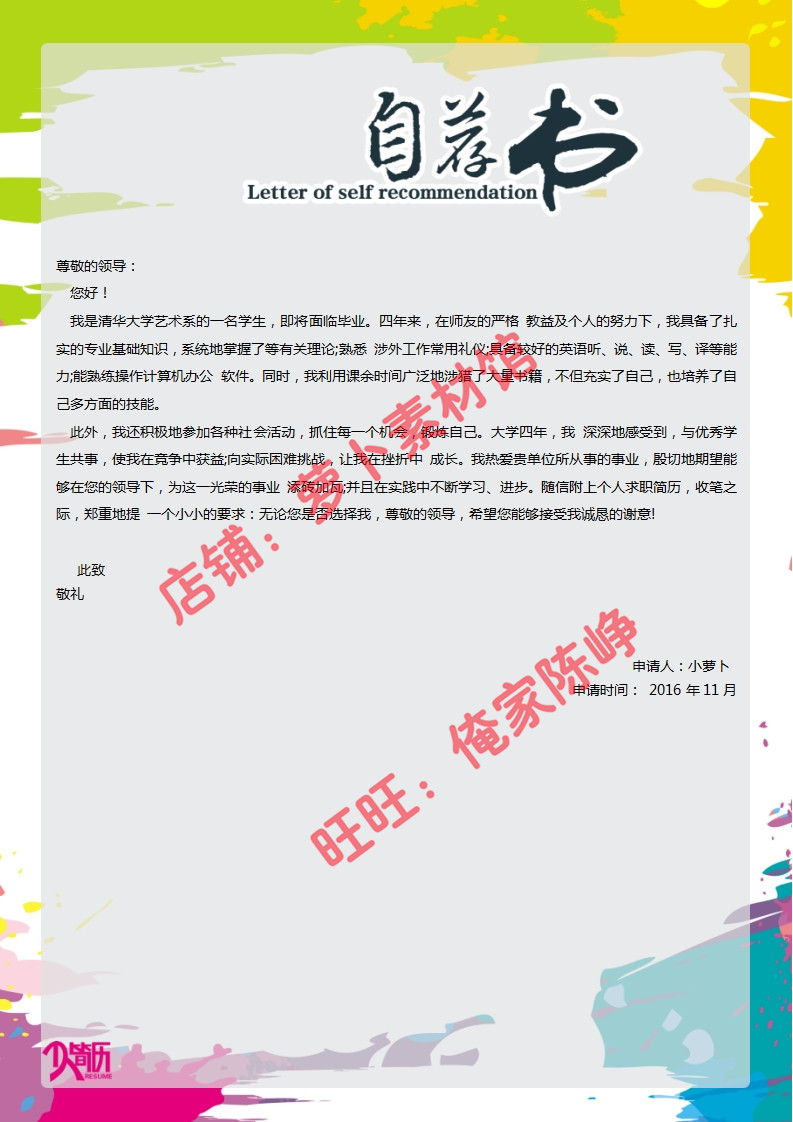 自荐书
Letter of self recommendation
尊敬的领导：
您好！
我是清华大学艺术系的一名学生，即将面临毕业。四年来，在师友的严格 教益及个人的努力下，我具备了扎
实的专业基础知识，系统地掌握了等有关理论;熟悉 涉外工作常用礼仪;具备较好的英语听、说、读、写、译等能
力;能熟练操作计算机办公 软件。同时，我利用课余时间广泛地涉猎了大量书籍，不但充实了自己，也培养了自
己多方面的技能。
此外，我还积极地参加各种社会活动，抓住每一个机会，锻炼自己。大学四年，我 深深地感受到，与优秀学
生共事，使我在竞争中获益;向实际困难挑战，让我在挫折中 成长。我热爱贵单位所从事的事业，殷切地期望能
够在您的领导下，为这一光荣的事业 添砖加瓦;并且在实践中不断学习、进步。随信附上个人求职简历，收笔之
际，郑重地提 一个小小的要求：无论您是否选择我，尊敬的领导，希望您能够接受我诚恳的谢意!
店铺：萝卜素材馆
此致
敬礼
申请人：小萝卜
申请时间： 2016 年 11 月
旺旺：俺家陈峥
简历
RESUME